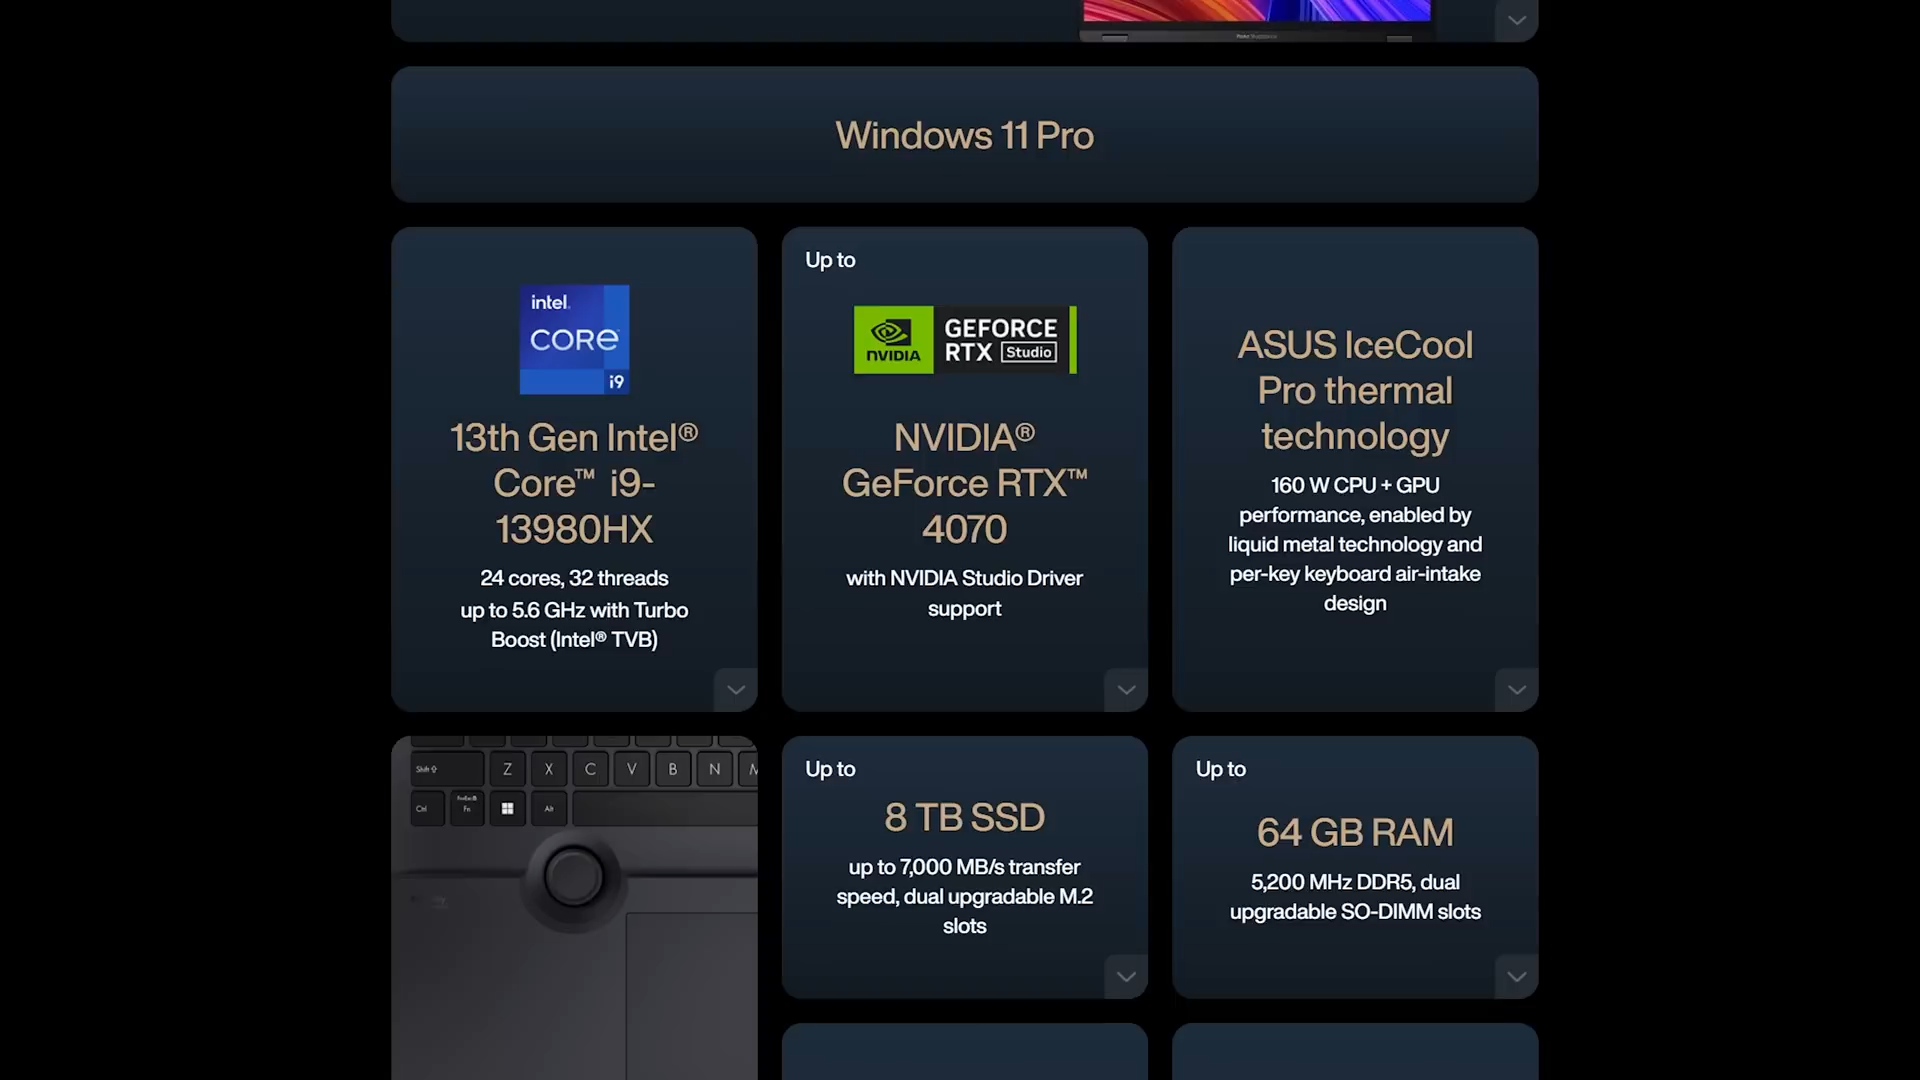 Windows 11 Pro
intel.
CORE
i9
13th Gen Intel®
Core™ i9-
13980HX
24 cores, 32 threads
up to 5.6 GHz with Turbo
Boost (Intel® TVB)
Up to
NVIDIA
GEFORCE
RTX Studio
NVIDIA®
GeForce RTX™
4070
with NVIDIA Studio Driver
support
ASUS IceCool
Pro thermal
technology
160 W CPU + GPU
performance, enabled by
liquid metal technology and
per-key keyboard air-intake
design
Shift Z X C V B N M
Ctrl Fn Alt
Up to
8 TB SSD
up to 7,000 MB/s transfer
speed, dual upgradable M.2
slots
Up to
64 GB RAM
5,200 MHz DDR5, dual
upgradable SO-DIMM slots